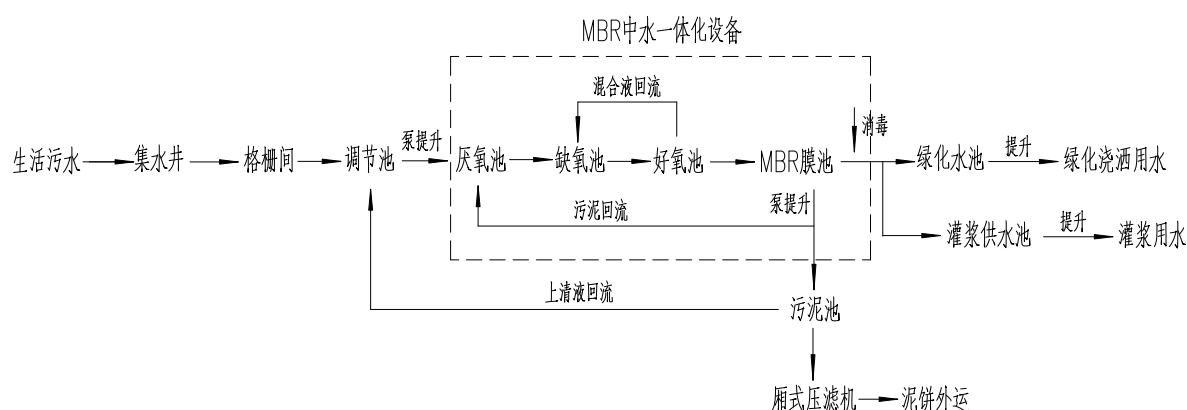 MBR中水一体化设备
混合液回流
消毒
泵提升
提升
生活污水
集水井
格栅间
调节池
厌氧池
缺氧池
好氧池
MBR膜池
绿化水池
绿化浇洒用水
污泥回流
泵提升
提升
灌浆供水池
灌浆用水
上清液回流
污泥池
厢式压滤机
泥饼外运